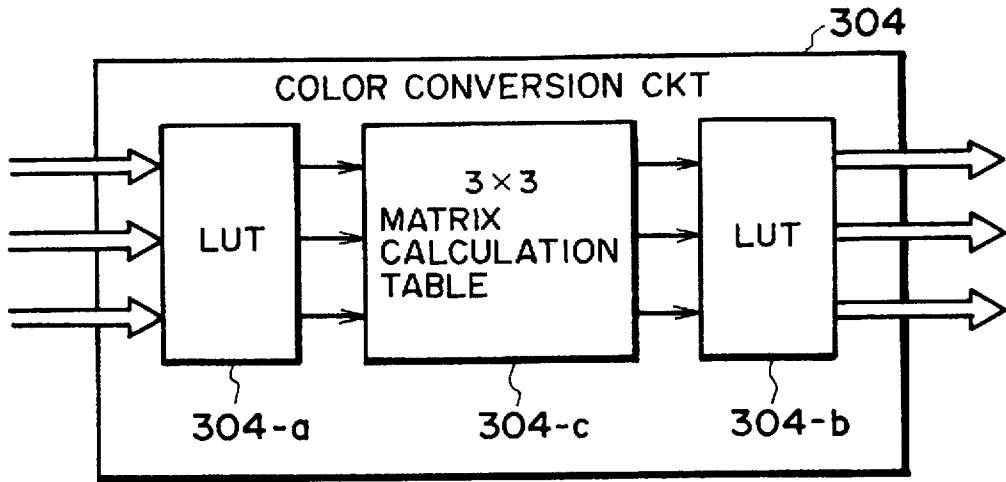 304
COLOR CONVERSION CKT
LUT
3×3
MATRIX
CALCULATION
TABLE
LUT
304-a
304-c
304-b